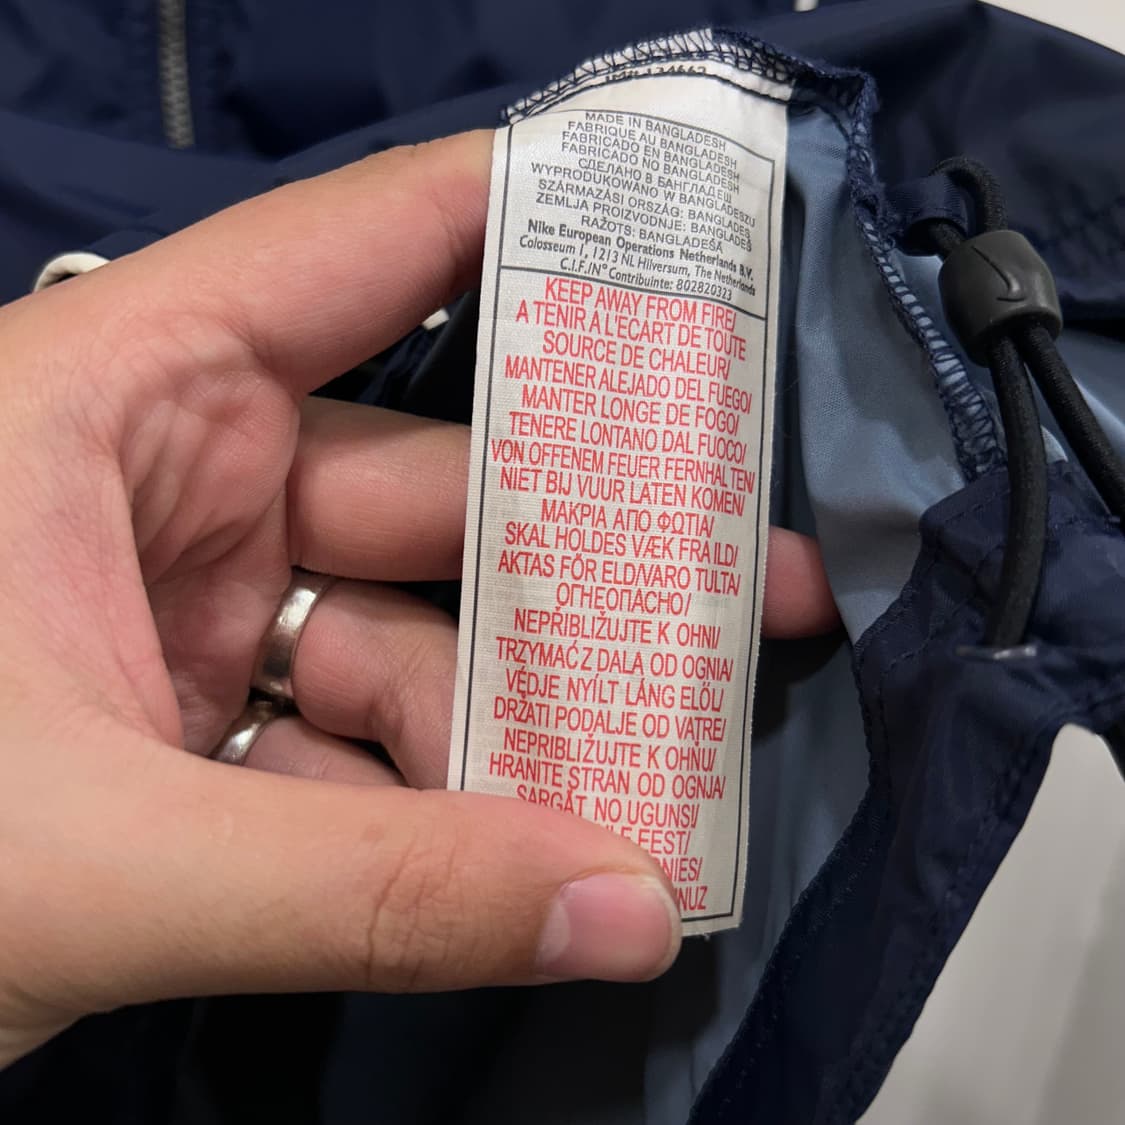 MADE IN BANGLADESH
FABRIQUE AU BANGLADESH
FABRICADO EN BANGLADESH
FABRICADO NO BANGLADESH
СДЕЛАНО В БАНГЛАДЕШ
WYPRODUKOWANO W BANGLADESZU
SZÁRMAZÁSI ORSZÁG: BANGLADES
ZEMLJA PROIZVODNJE: BANGLADEŠ
RAŽOTS: BANGLADEŠĀ
Nike European Operations Netherlands B.V.
Colosseum 1, 1213 NL Hilversum, The Netherlands
C.I.F./N° Contribuinte: 802820323
KEEP AWAY FROM FIRE/
A TENIR A L'ECART DE TOUTE
SOURCE DE CHALEUR/
MANTENER ALEJADO DEL FUEGO/
MANTER LONGE DE FOGO/
TENERE LONTANO DAL FUOCO/
VON OFFENEM FEUER FERNHALTEN/
NIET BIJ VUUR LATEN KOMEN/
ΜΑΚΡΙΑ ΑΠΟ ΦΩΤΙΑ/
SKAL HOLDES VÆK FRA ILD/
AKTAS FÖR ELD/VARO TULTA/
ОГНЕОПАСНО/
NEPŘIBLIŽUJTE K OHNI/
TRZYMAĆ Z DALA OD OGNIA/
VÉDJE NYÍLT LÁNG ELŐL/
DRŽATI PODALJE OD VATRE/
NEPRIBLIŽUJTE K OHŇU/
HRANITE STRAN OD OGNJA/
SARGĀT NO UGUNS/
FEST/